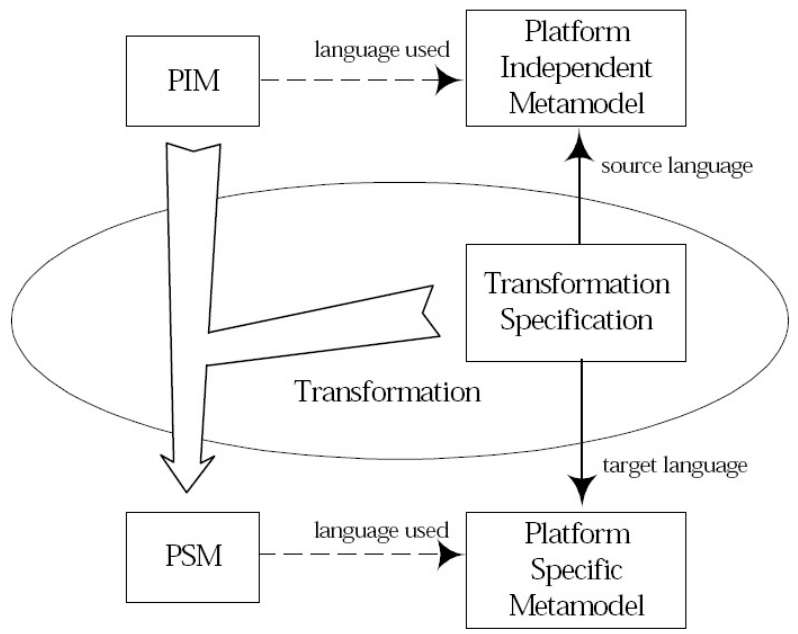 PIM
language used
Platform
Independent
Metamodel
source language
Transformation
Specification
Transformation
target language
PSM
language used
Platform
Specific
Metamodel